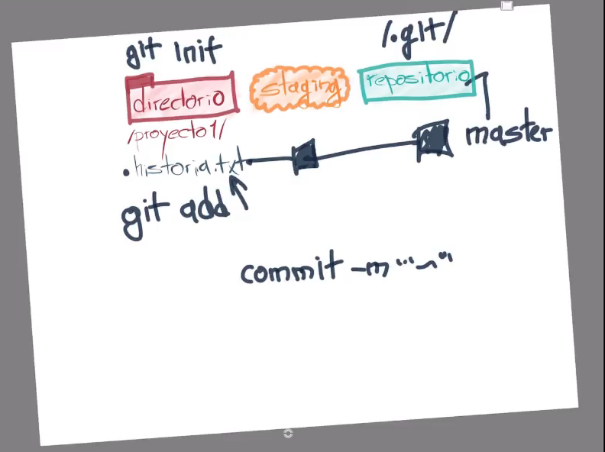 git init
/.git/
directorio
staging
repositorio
/proyecto1/
master
.historia.txt
git add
commit -m "~"